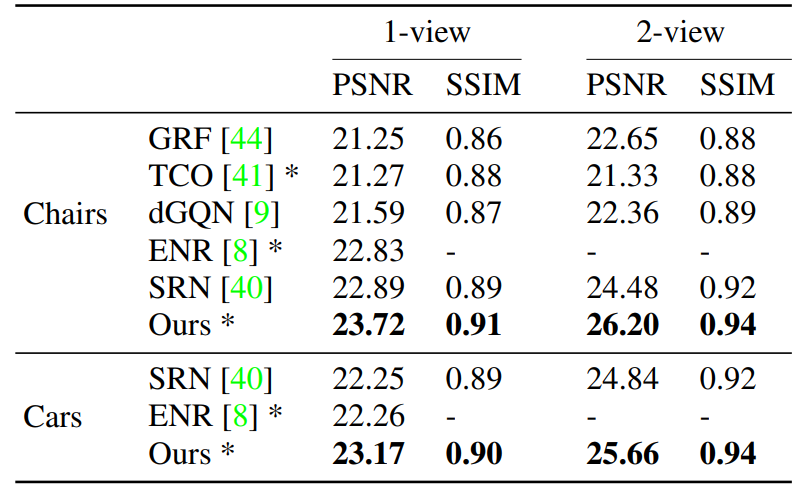 1-view 2-view
PSNR SSIM PSNR SSIM
GRF [44] 21.25 0.86 22.65 0.88
TCO [41] * 21.27 0.88 21.33 0.88
Chairs dGQN [9] 21.59 0.87 22.36 0.89
ENR [8] * 22.83 - - -
SRN [40] 22.89 0.89 24.48 0.92
Ours * 23.72 0.91 26.20 0.94
SRN [40] 22.25 0.89 24.84 0.92
Cars ENR [8] * 22.26 - - -
Ours * 23.17 0.90 25.66 0.94